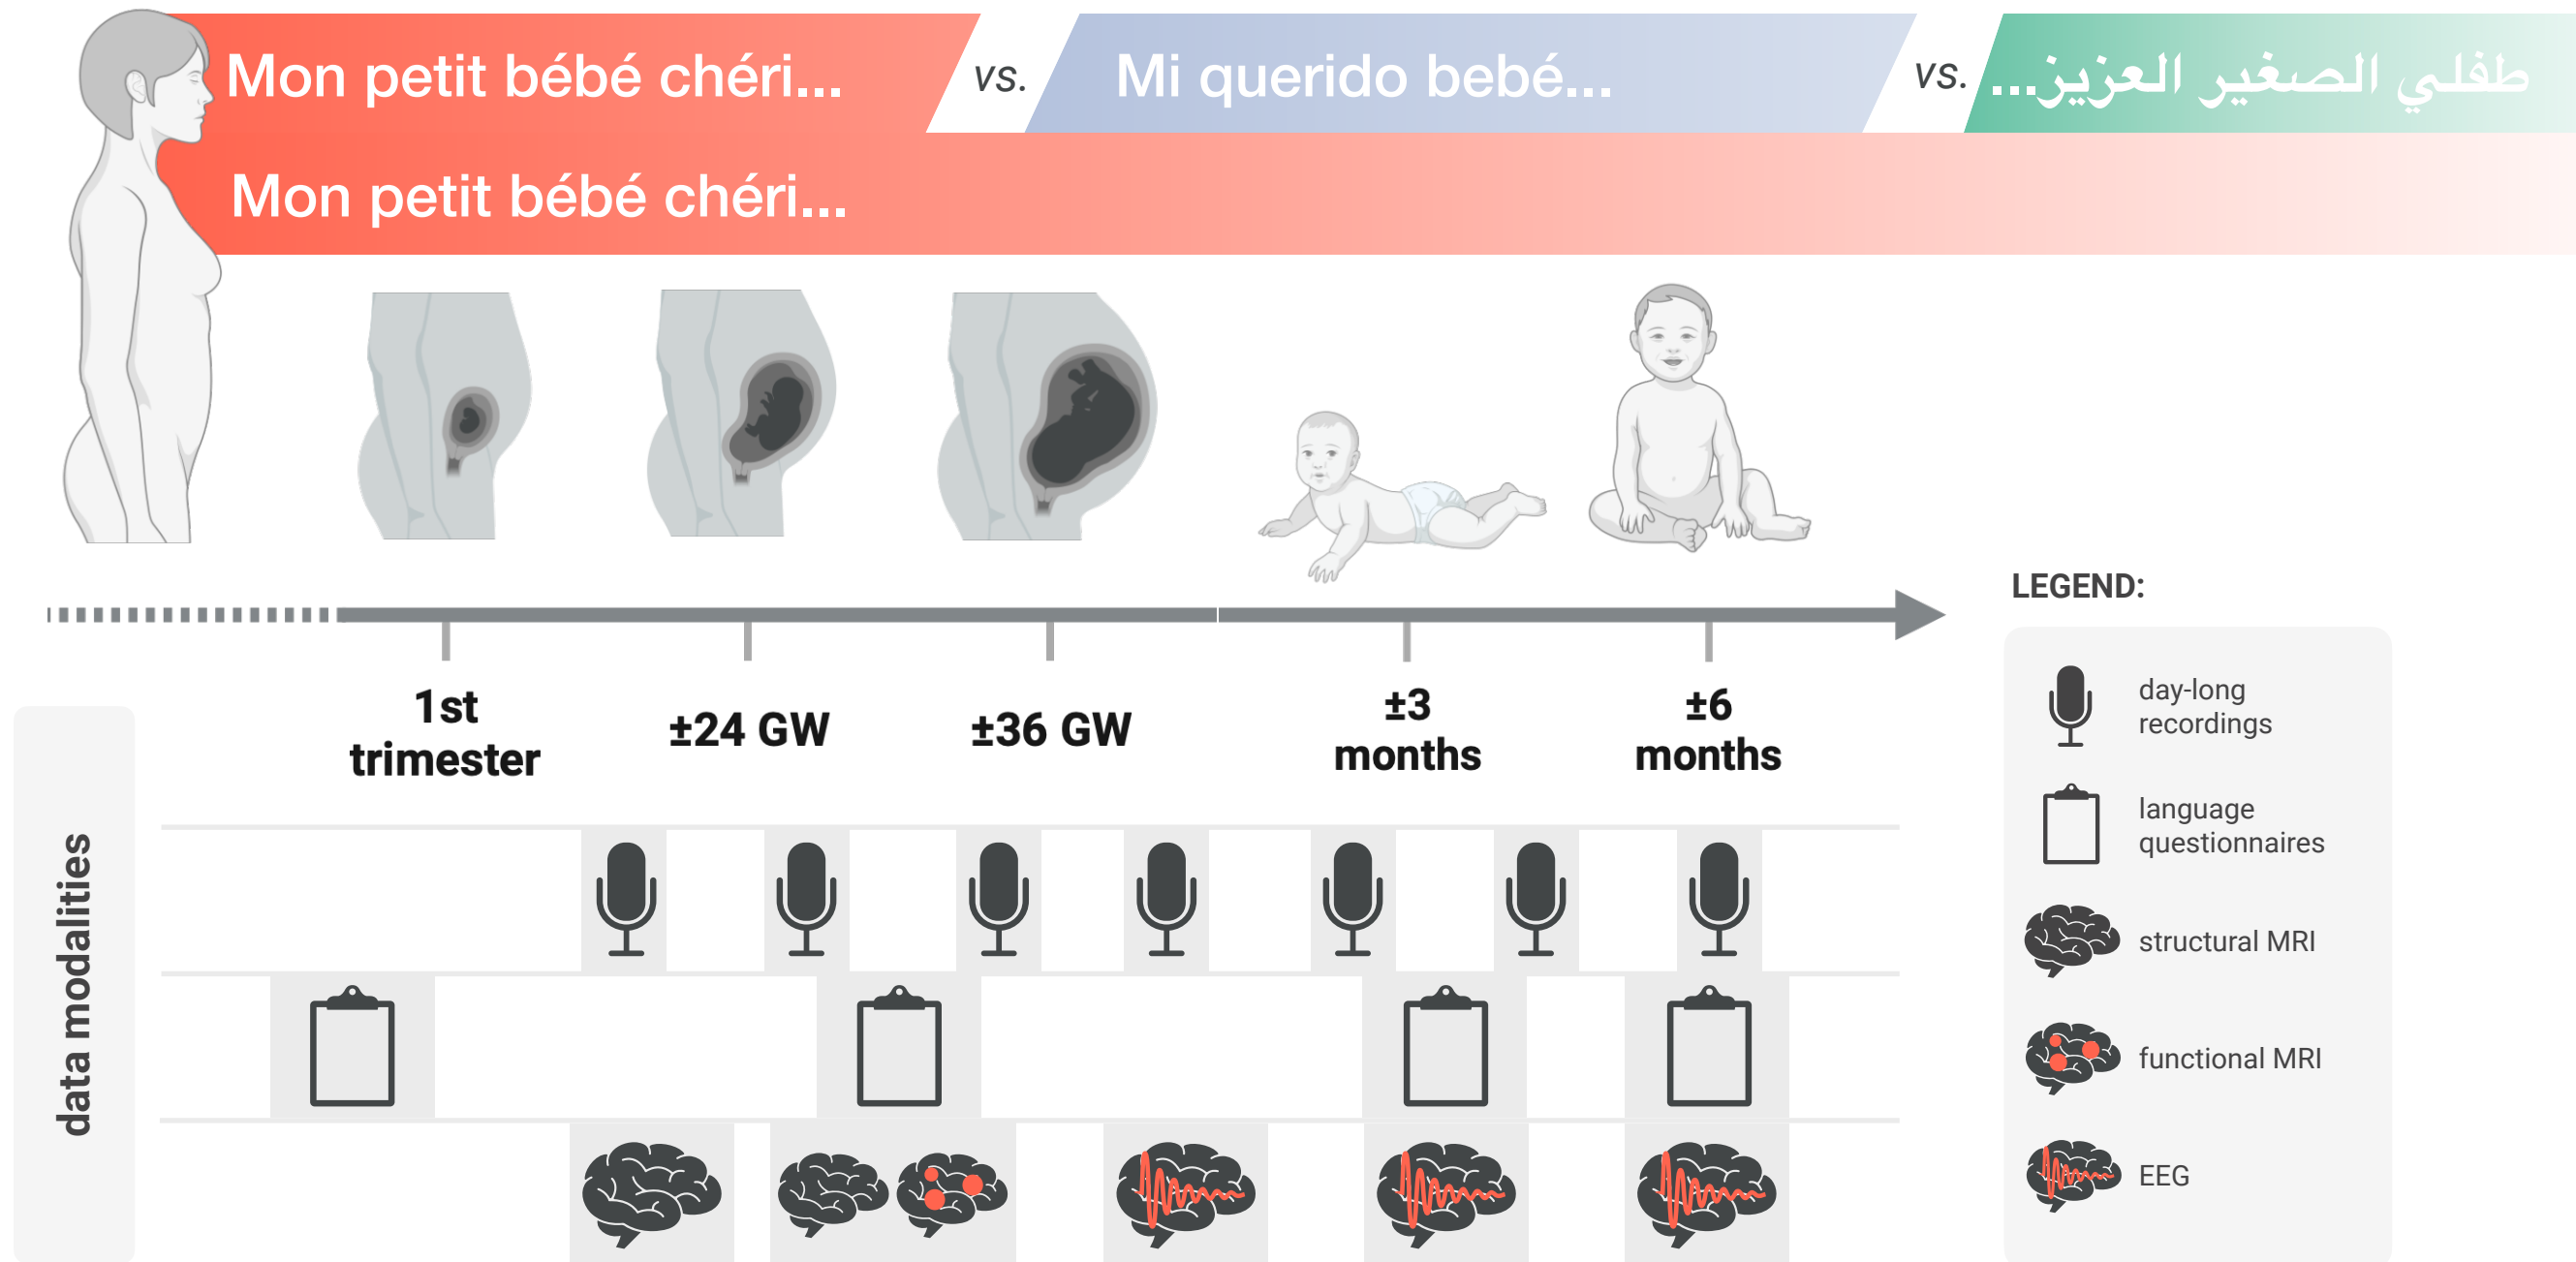 Mon petit bébé chéri...
vs.
Mi querido bebé...
vs.
طفلي الصغير العزيز...
Mon petit bébé chéri...
1st
trimester
±24 GW
±36 GW
±3
months
±6
months
data modalities
LEGEND:
day-long
recordings
language
questionnaires
structural MRI
functional MRI
EEG